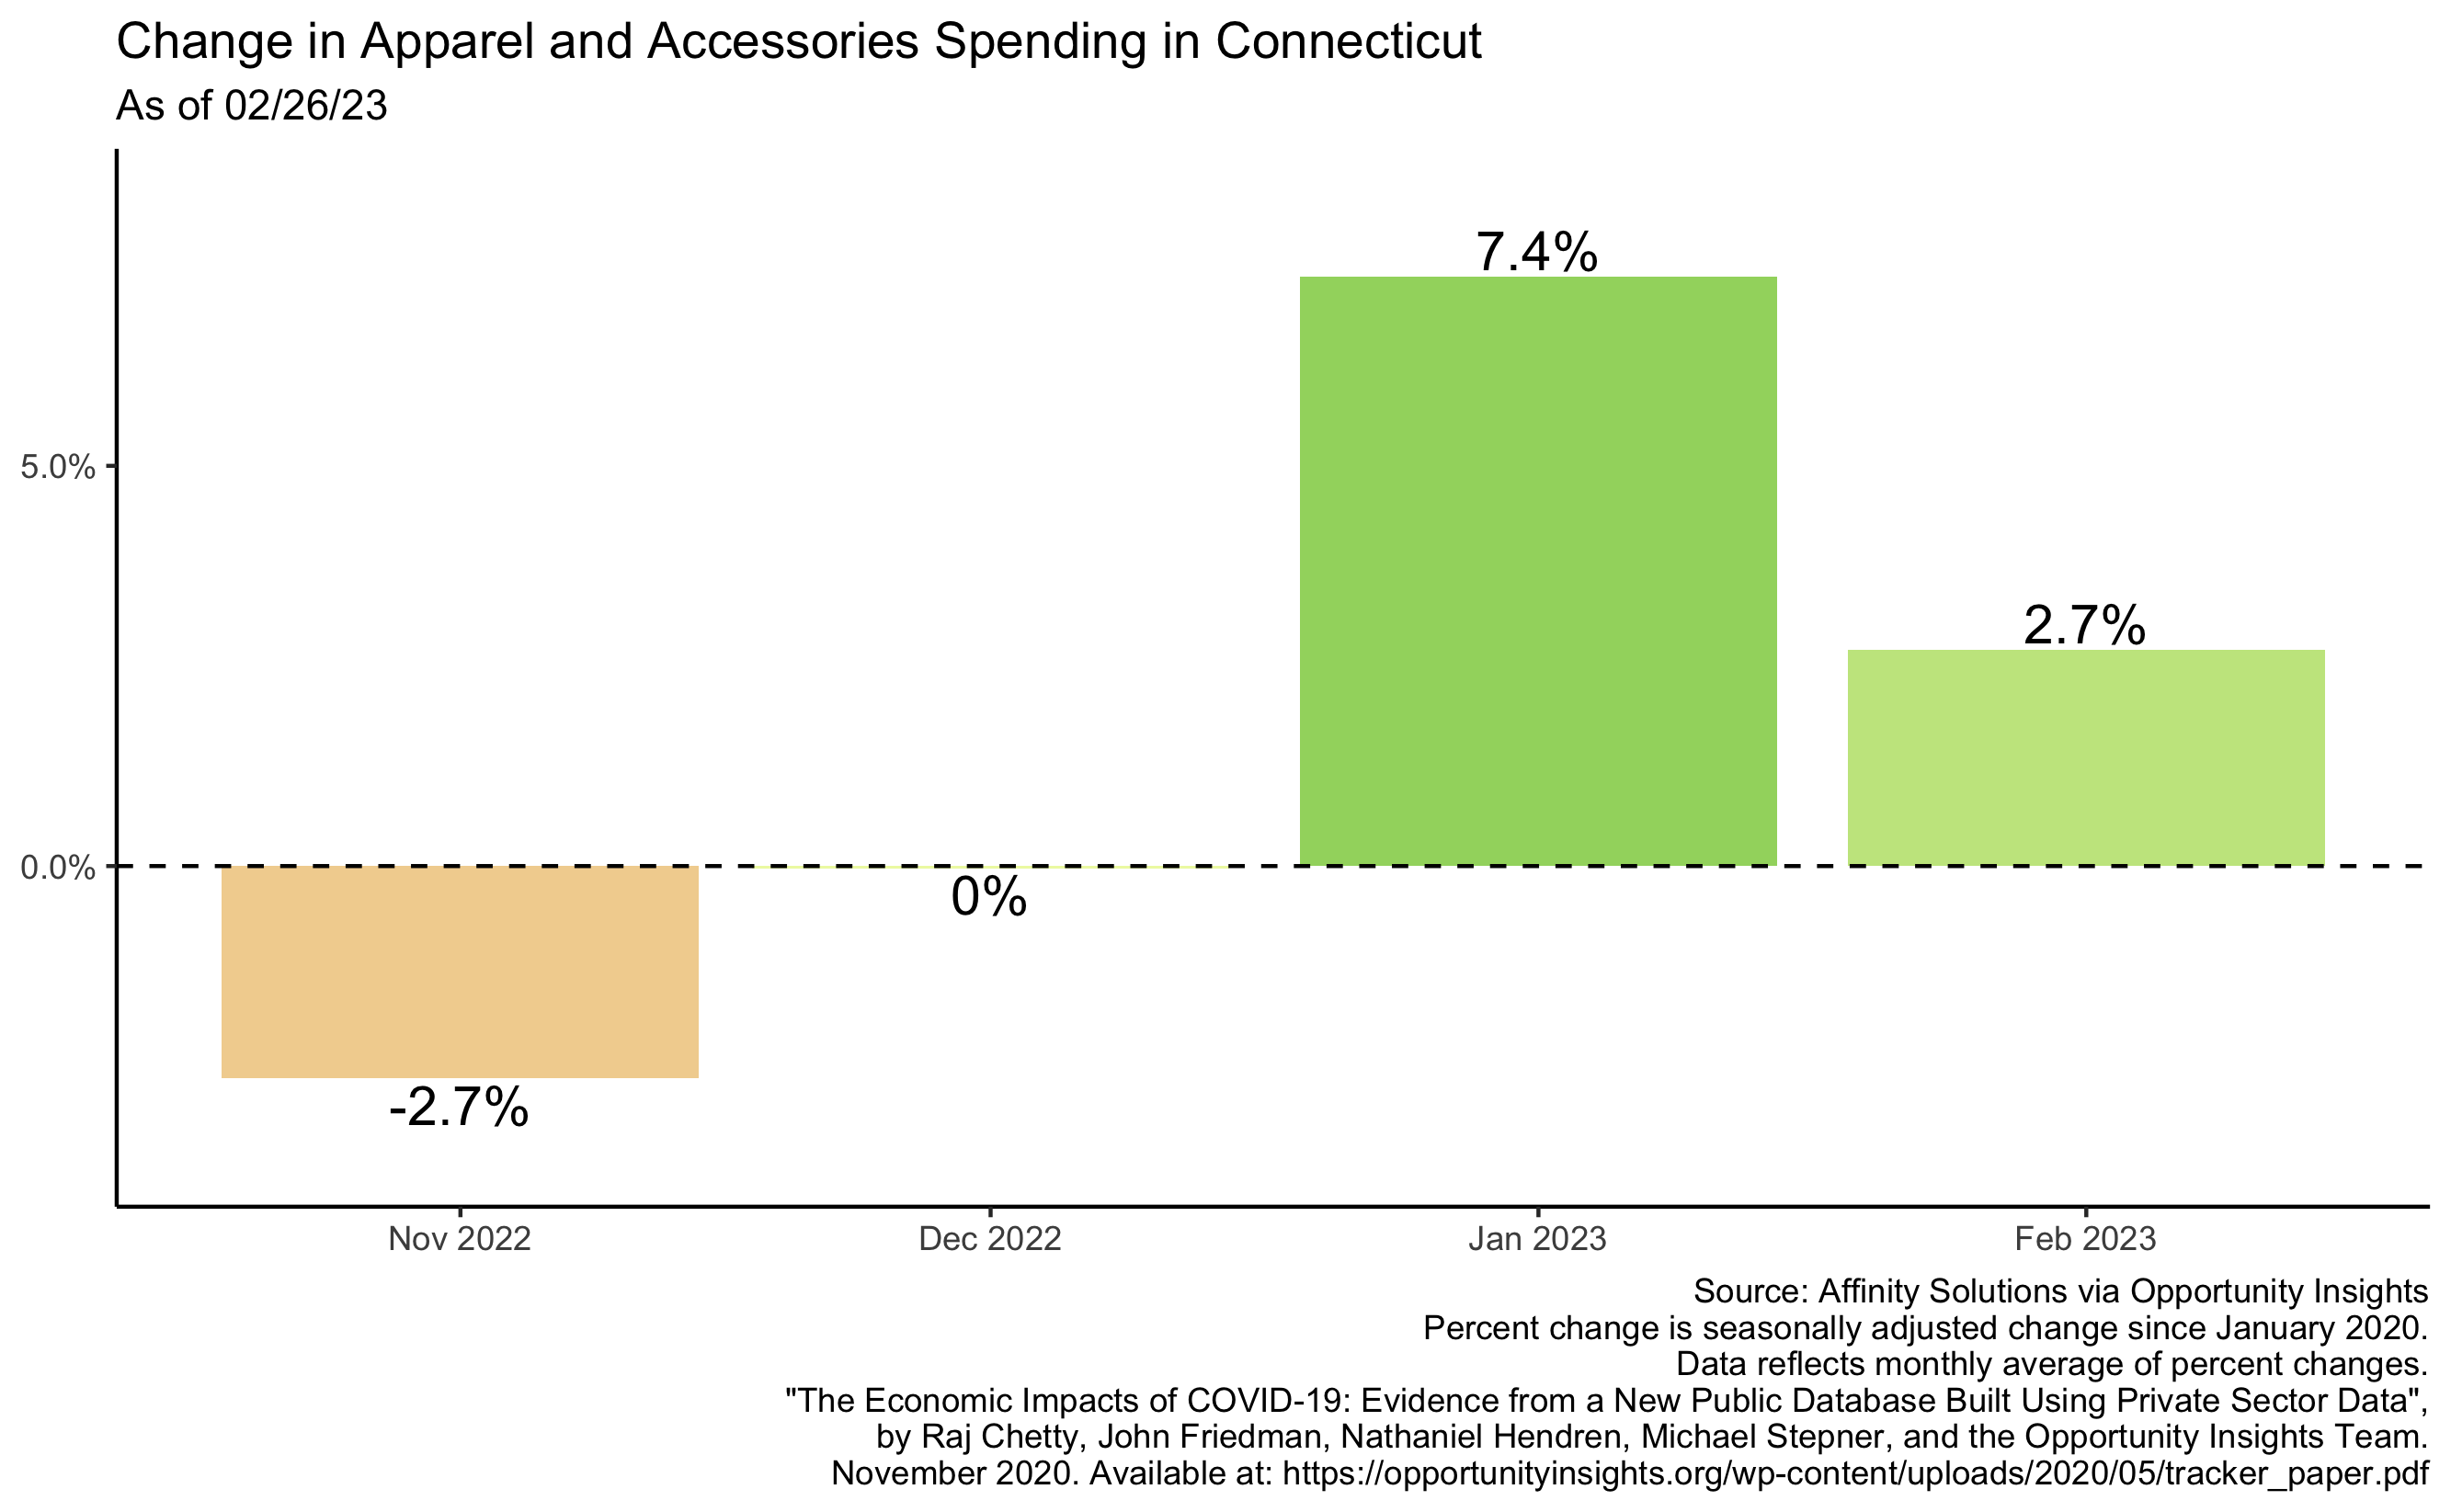 Change in Apparel and Accessories Spending in Connecticut
As of 02/26/23
7.4%
5.0%
2.7%
0.0%
0%
-2.7%
Nov 2022
Dec 2022
Jan 2023
Feb 2023
Source: Affinity Solutions via Opportunity Insights
Percent change is seasonally adjusted change since January 2020.
Data reflects monthly average of percent changes.
"The Economic Impacts of COVID-19: Evidence from a New Public Database Built Using Private Sector Data",
by Raj Chetty, John Friedman, Nathaniel Hendren, Michael Stepner, and the Opportunity Insights Team.
November 2020. Available at: https://opportunityinsights.org/wp-content/uploads/2020/05/tracker_paper.pdf